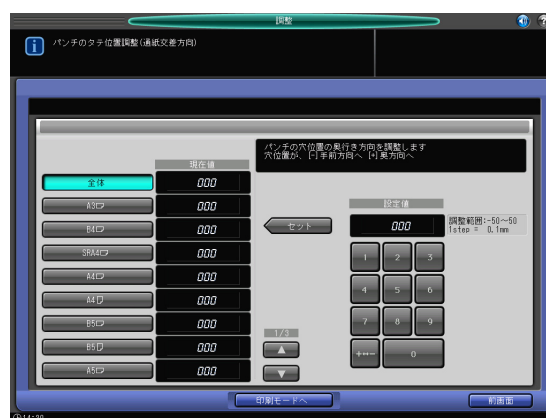 調整
パンチのタテ位置調整(通紙交差方向)
パンチの穴位置の奥行き方向を調整します
穴位置が、[-]手前方向へ [+]奥方向へ
現在値
全体 000
A3 000
B4 000
SRA4 000
A4 000
A4 000
B5 000
B5 000
A5 000
セット
設定値
000
調整範囲:-50~50
1step = 0.1mm
1 2 3
4 5 6
7 8 9
+↔- 0
1/3
▲
▼
印刷モードへ
前画面
14:20